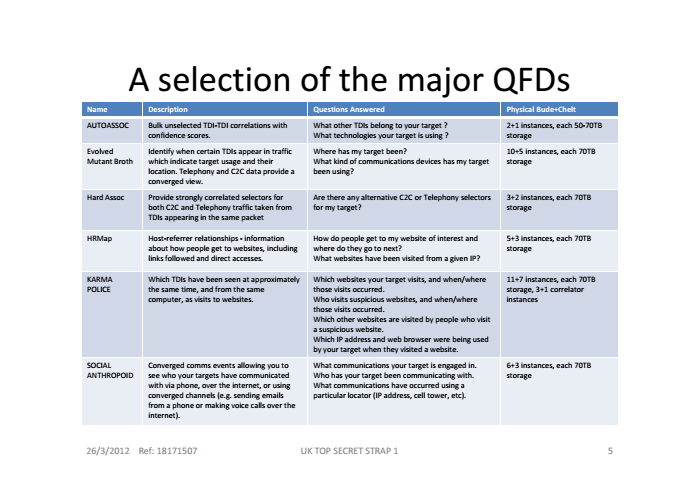 A selection of the major QFDs
Name Description Questions Answered Physical Bude+Chelt
AUTOASSOC
Bulk unselected TDI-TDI correlations with
confidence scores.
What other TDIs belong to your target ?
What technologies your target is using ?
2+1 instances, each 50-70TB
storage
Evolved
Mutant Broth
Identify when certain TDIs appear in traffic
which indicate target usage and their
location. Telephony and C2C data provide a
converged view.
Where has my target been?
What kind of communications devices has my target
been using?
10+5 instances, each 70TB
storage
Hard Assoc
Provide strongly correlated selectors for
both C2C and Telephony traffic taken from
TDIs appearing in the same packet
Are there any alternative C2C or Telephony selectors
for my target?
3+2 instances, each 70TB
storage
HRMap
Host-referrer relationships - information
about how people get to websites, including
links followed and direct accesses.
How do people get to my website of interest and
where do they go to next?
What websites have been visited from a given IP?
5+3 instances, each 70TB
storage
KARMA
POLICE
Which TDIs have been seen at approximately
the same time, and from the same
computer, as visits to websites.
Which websites your target visits, and when/where
those visits occurred.
Who visits suspicious websites, and when/where
those visits occurred.
Which other websites are visited by people who visit
a suspicious website.
Which IP address and web browser were being used
by your target when they visited a website.
11+7 instances, each 70TB
storage, 3+1 correlator
instances
SOCIAL
ANTHROPOID
Converged comms events allowing you to
see who your targets have communicated
with via phone, over the internet, or using
converged channels (e.g. sending emails
from a phone or making voice calls over the
internet).
What communications your target is engaged in.
Who has your target been communicating with.
What communications have occurred using a
particular locator (IP address, cell tower, etc).
6+3 instances, each 70TB
storage
26/3/2012 Ref: 18171507 UK TOP SECRET STRAP 1 5